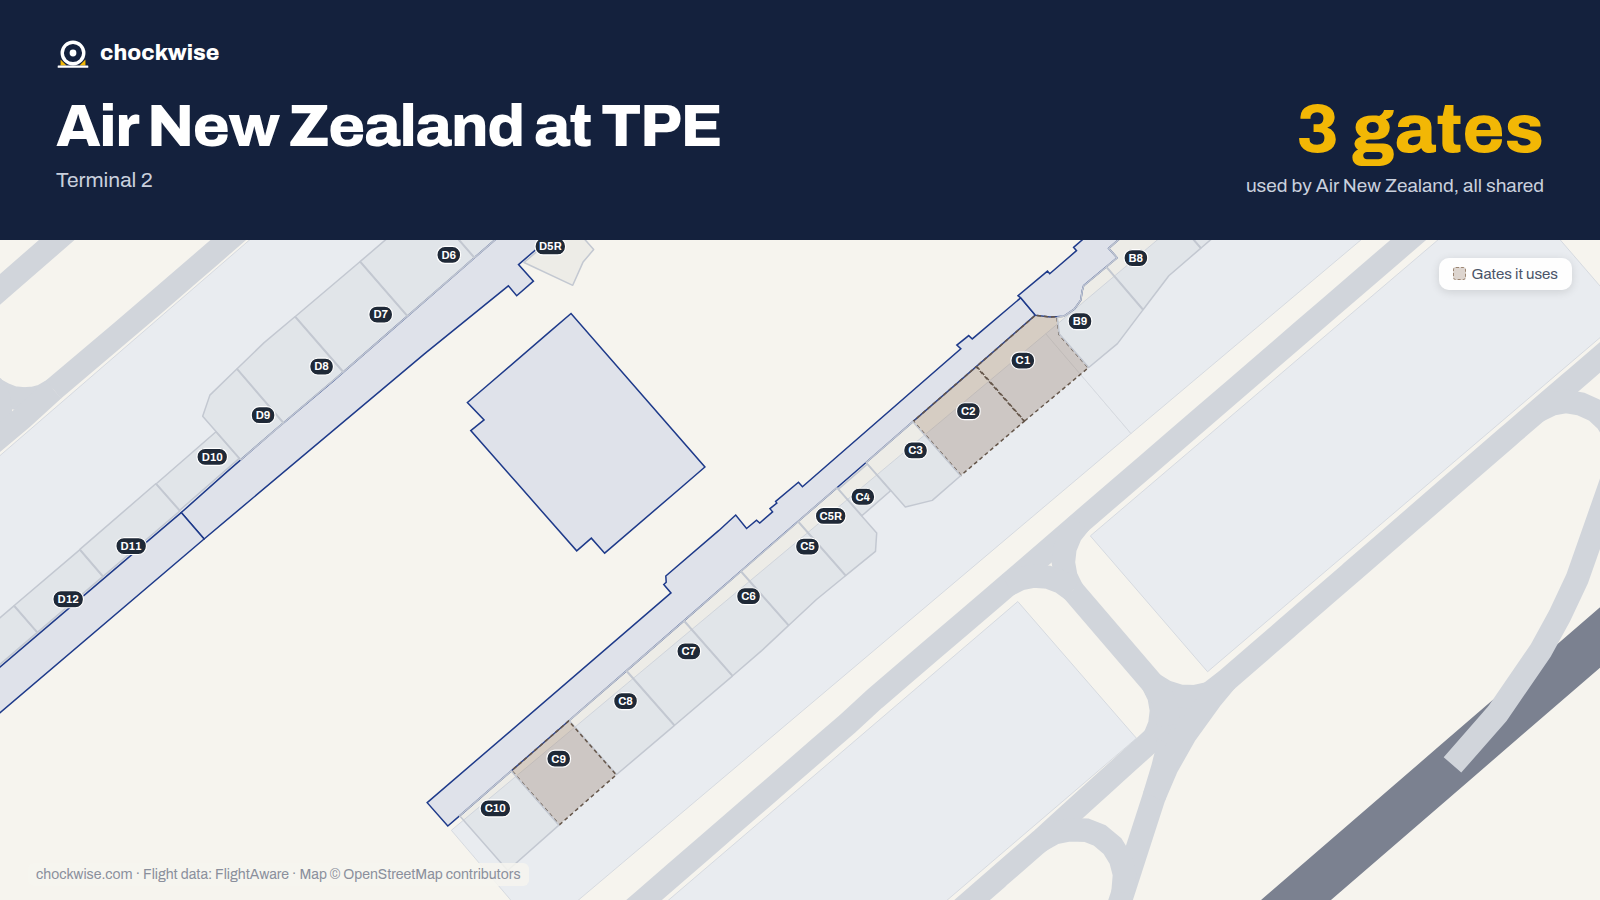 chockwise
Air New Zealand at TPE
Terminal 2
3 gates
used by Air New Zealand, all shared
Gates it uses
D5R
D6
D7
D8
D9
D10
D11
D12
B8
B9
C1
C2
C3
C4
C5R
C5
C6
C7
C8
C9
C10
chockwise.com · Flight data: FlightAware · Map © OpenStreetMap contributors